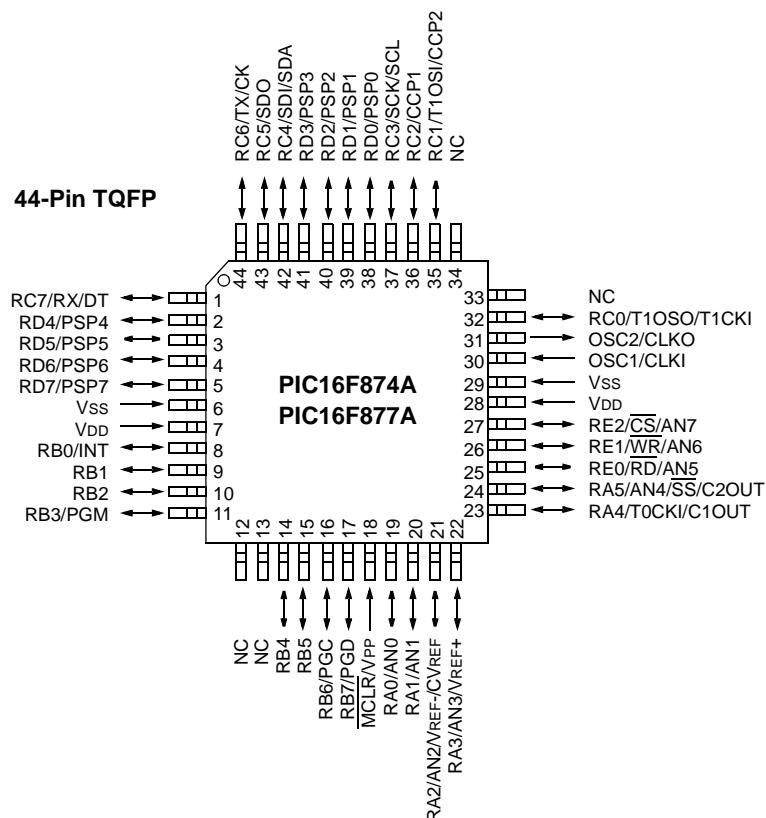 44-Pin TQFP
RC6/TX/CK
RC5/SDO
RC4/SDI/SDA
RD3/PSP3
RD2/PSP2
RD1/PSP1
RD0/PSP0
RC3/SCK/SCL
RC2/CCP1
RC1/T1OSI/CCP2
NC
44
43
42
41
40
39
38
37
36
35
34
RC7/RX/DT 1
RD4/PSP4 2
RD5/PSP5 3
RD6/PSP6 4
RD7/PSP7 5
VSS 6
VDD 7
RB0/INT 8
RB1 9
RB2 10
RB3/PGM 11
PIC16F874A
PIC16F877A
33 NC
32 RC0/T1OSO/T1CKI
31 OSC2/CLKO
30 OSC1/CLKI
29 VSS
28 VDD
27 RE2/C̅S̅/AN7
26 RE1/W̅R̅/AN6
25 RE0/R̅D̅/AN5
24 RA5/AN4/S̅S̅/C2OUT
23 RA4/T0CKI/C1OUT
12
13
14
15
16
17
18
19
20
21
22
NC
NC
RB4
RB5
RB6/PGC
RB7/PGD
M̅C̅L̅R̅/VPP
RA0/AN0
RA1/AN1
RA2/AN2/VREF-/CVREF
RA3/AN3/VREF+